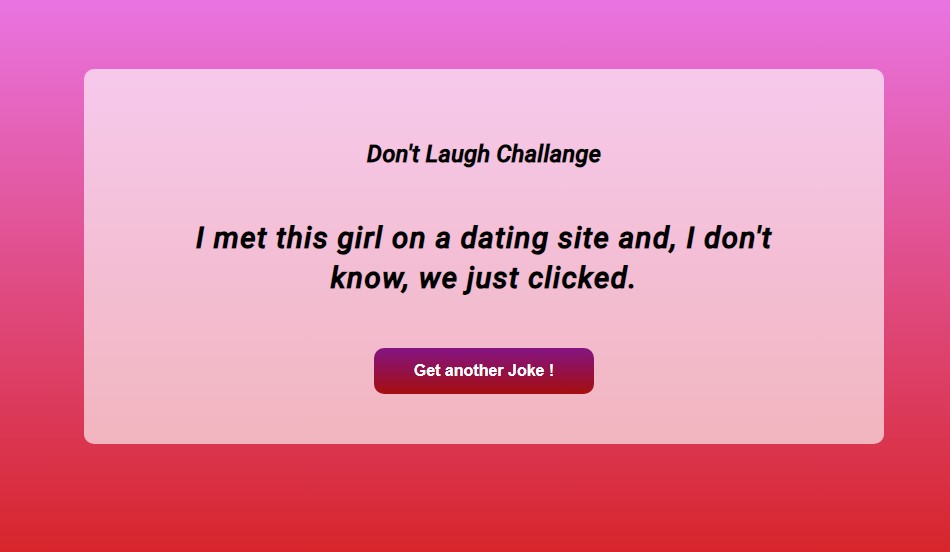 Don't Laugh Challange
I met this girl on a dating site and, I don't
know, we just clicked.
Get another Joke !